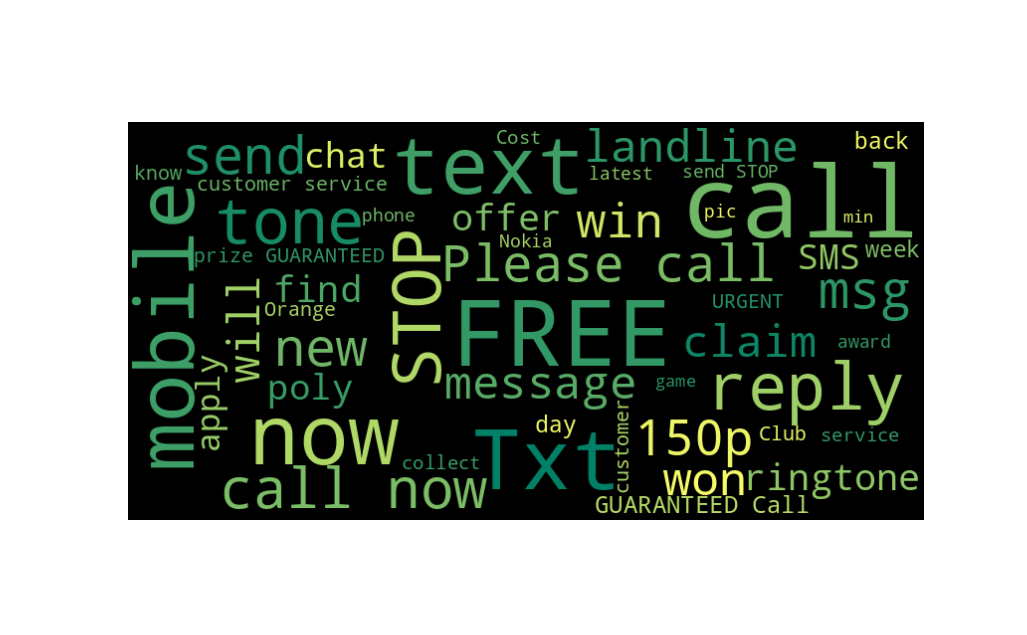 Cost
back
send
chat
text
landline
know
customer service
latest
send STOP
call
mobile
tone
phone
offer
win
pic
min
prize GUARANTEED
STOP
Nokia
Please call
SMS
week
will
find
Orange
FREE
URGENT
msg
new
claim
award
apply
poly
message
game
reply
now
day
customer
150p
Club
service
Txt
collect
call now
won
ringtone
GUARANTEED Call